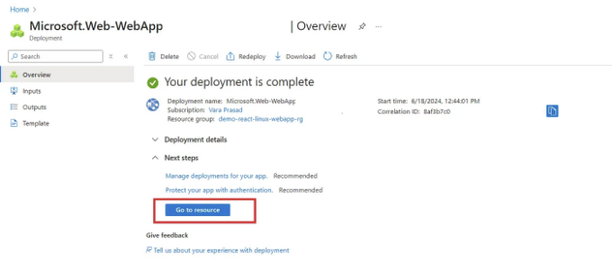 Home >
Microsoft.Web-WebApp | Overview
Deployment
Search
Delete Cancel Redeploy Download Refresh
Overview
Inputs
Outputs
Template
Your deployment is complete
Deployment name: Microsoft.Web-WebApp Start time: 6/18/2024, 12:44:01 PM
Subscription: Vara Prasad Correlation ID: 8af3b7c0
Resource group: demo-react-linux-webapp-rg
Deployment details
Next steps
Manage deployments for your app. Recommended
Protect your app with authentication. Recommended
Go to resource
Give feedback
Tell us about your experience with deployment